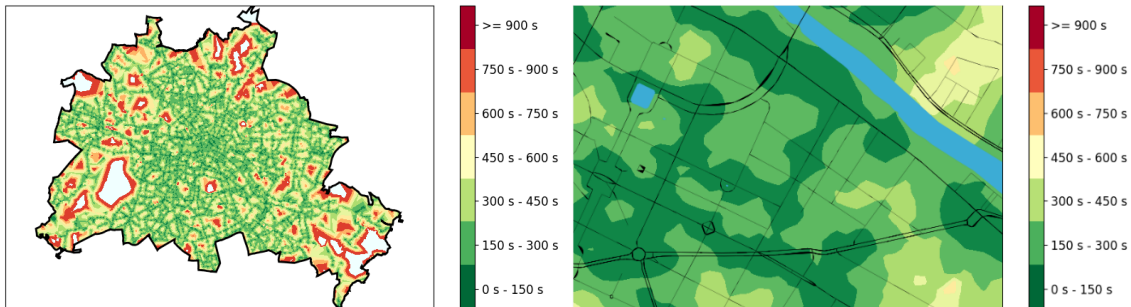 >= 900 s
750 s - 900 s
600 s - 750 s
450 s - 600 s
300 s - 450 s
150 s - 300 s
0 s - 150 s
>= 900 s
750 s - 900 s
600 s - 750 s
450 s - 600 s
300 s - 450 s
150 s - 300 s
0 s - 150 s